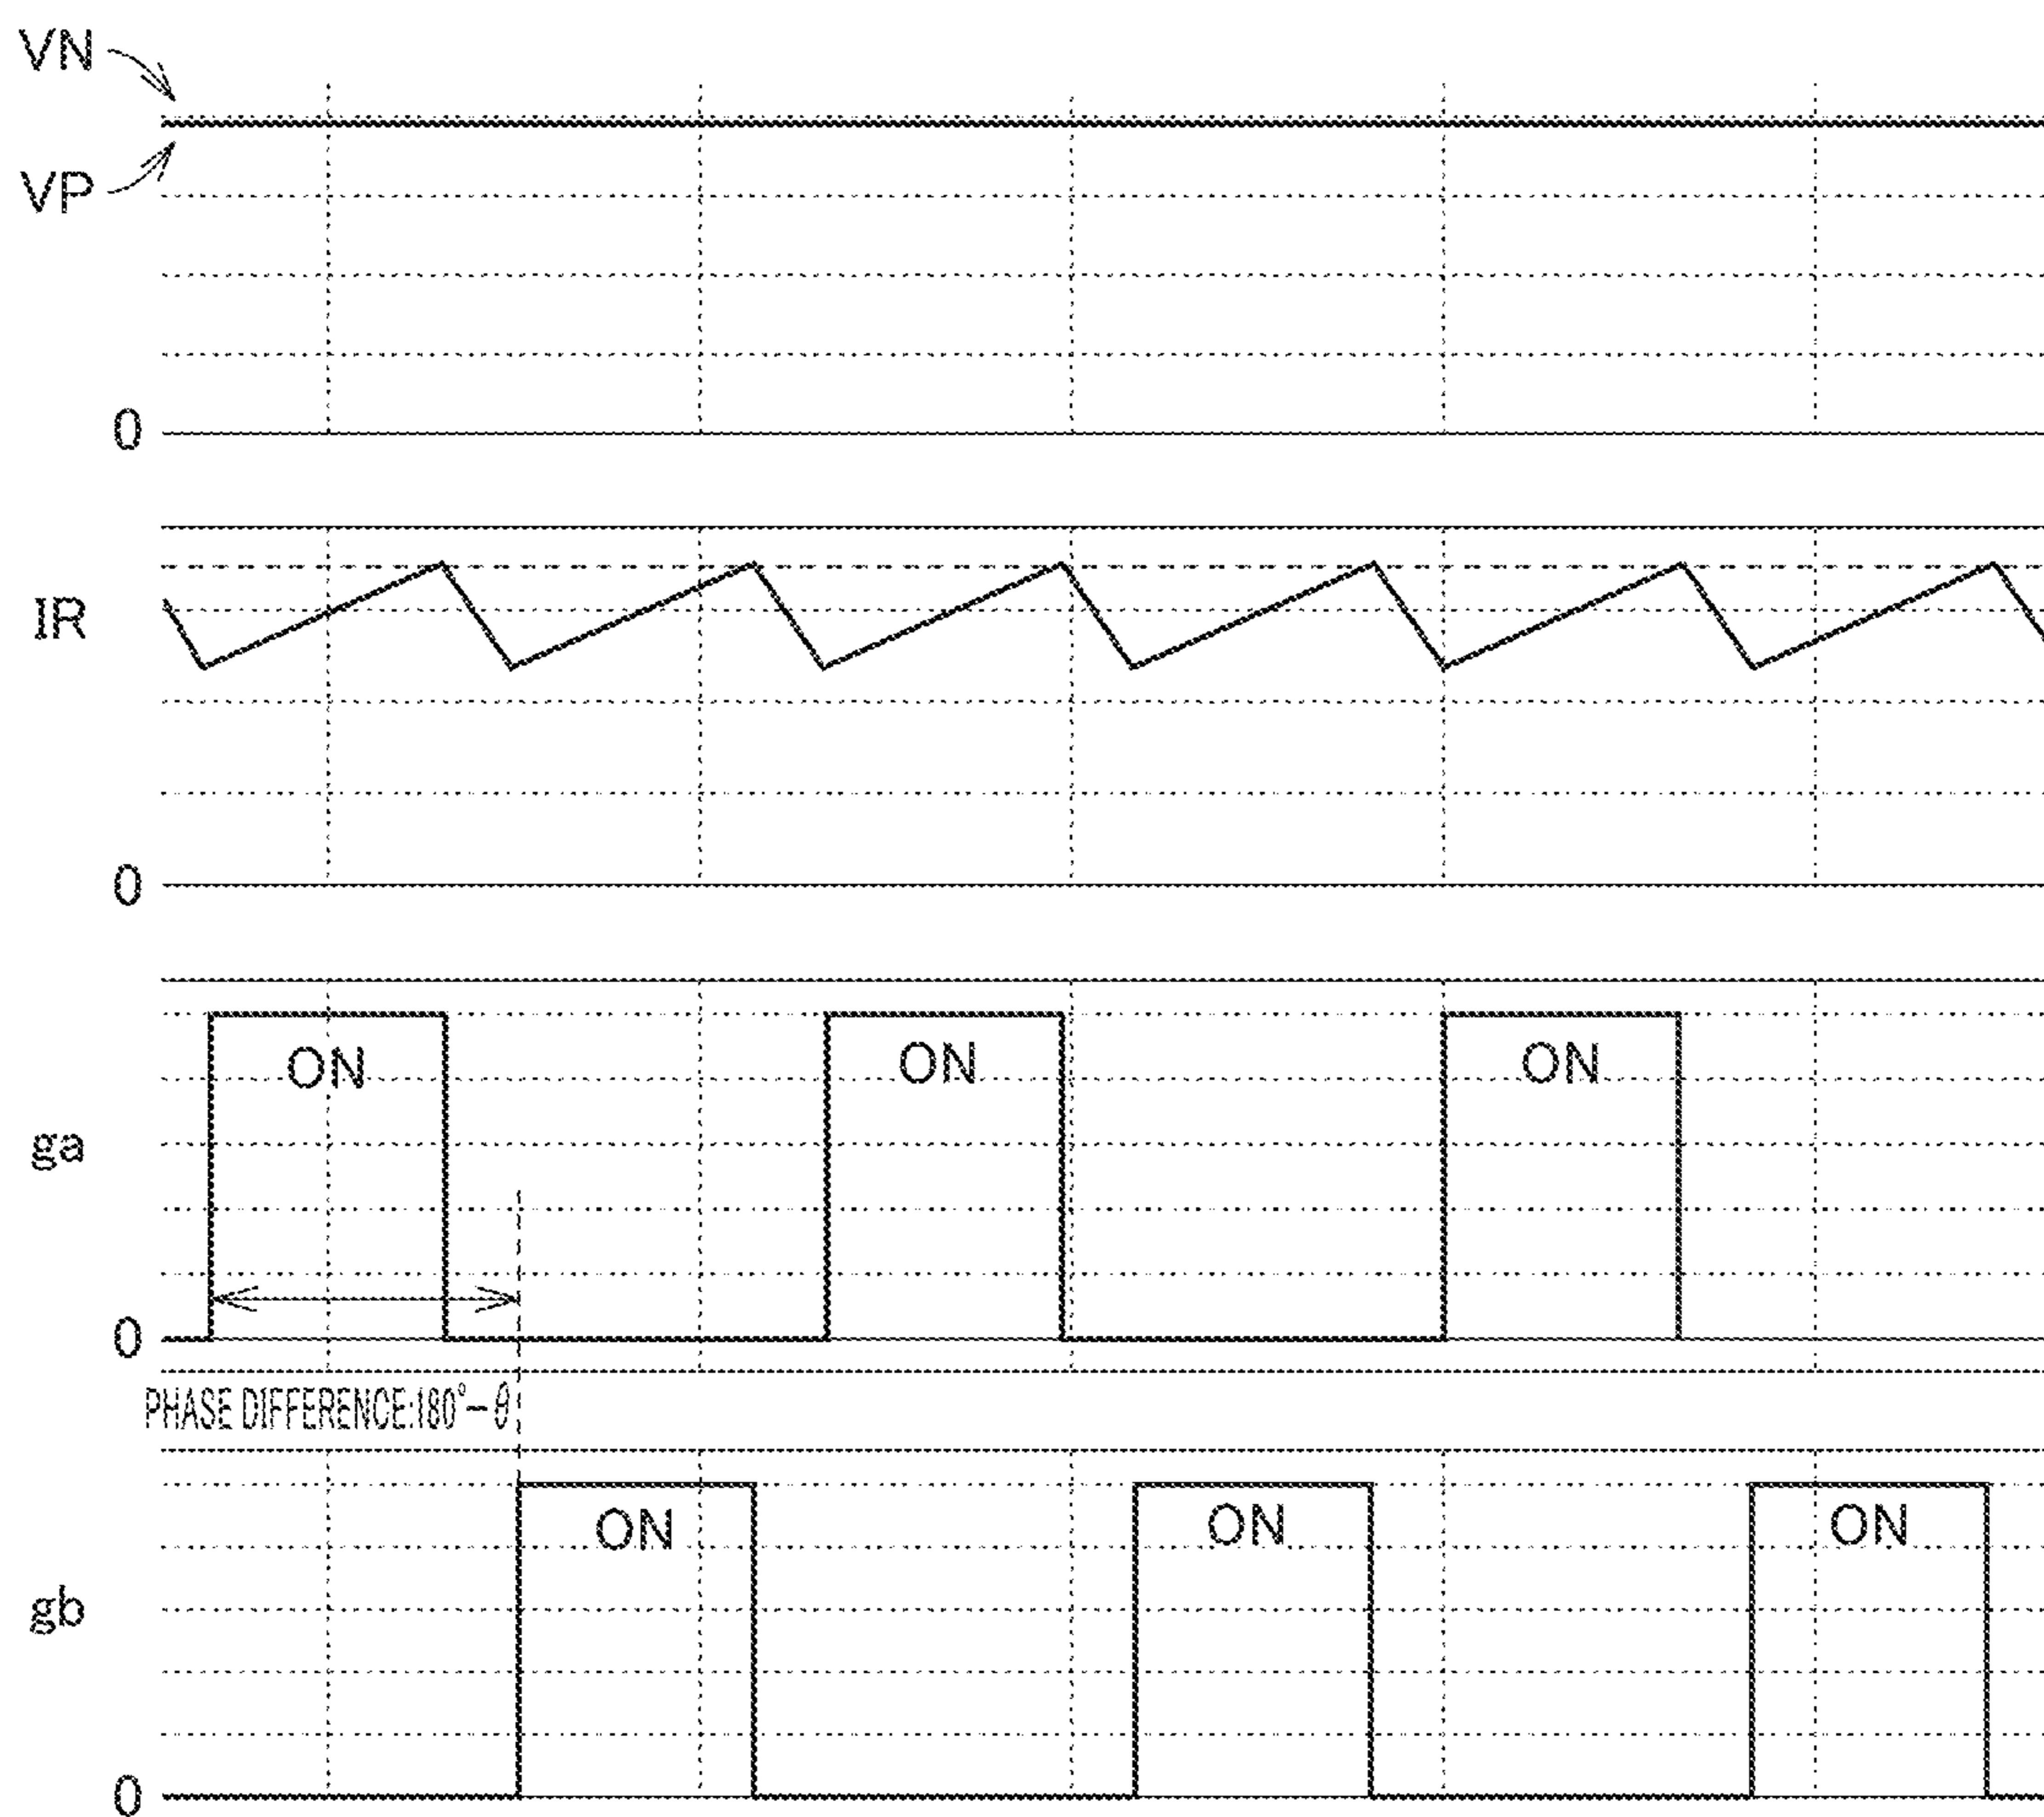 VN
VP
0
IR
0
ON ON ON
ga
0
PHASE DIFFERENCE:180°−θ
ON ON ON
gb
0